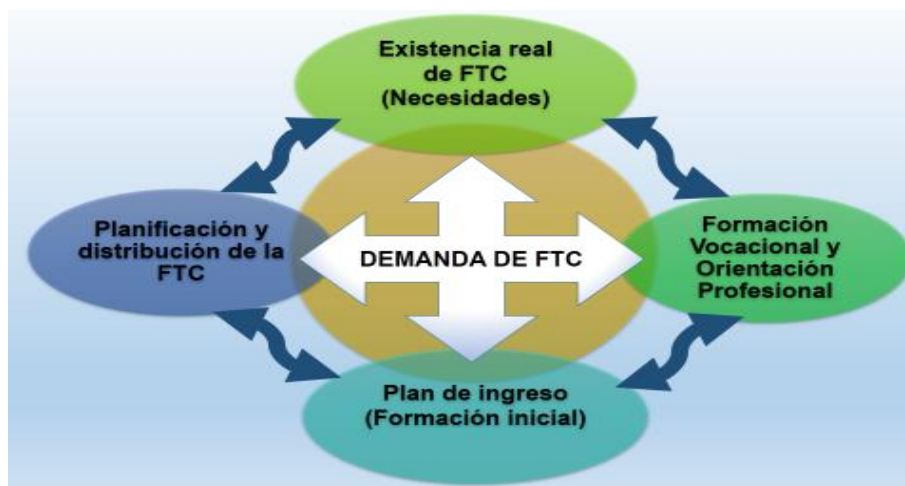 Existencia real
de FTC
(Necesidades)
Planificación y
distribución de la
FTC
DEMANDA DE FTC
Formación
Vocacional y
Orientación
Profesional
Plan de ingreso
(Formación inicial)